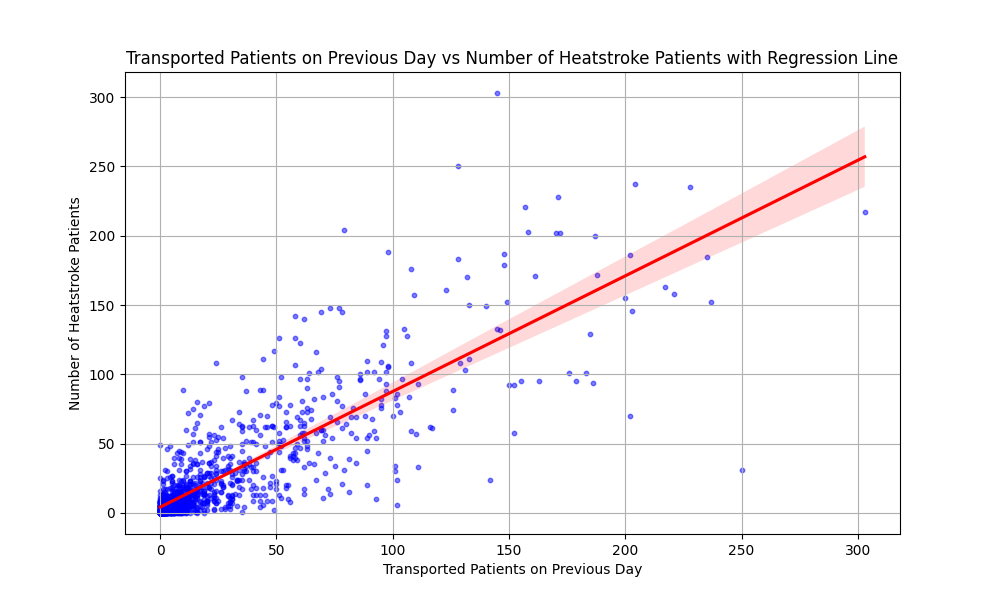 Transported Patients on Previous Day vs Number of Heatstroke Patients with Regression Line
300
250
200
150
100
50
0
Number of Heatstroke Patients
0 50 100 150 200 250 300
Transported Patients on Previous Day